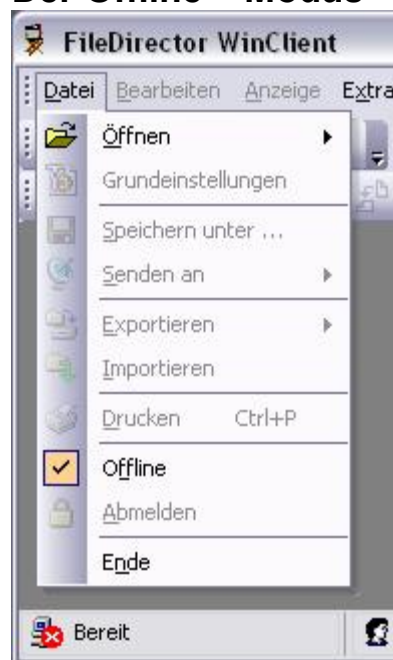 FileDirector WinClient
Datei Bearbeiten Anzeige Extra
Öffnen
Grundeinstellungen
Speichern unter ...
Senden an
Exportieren
Importieren
Drucken Ctrl+P
Offline
Abmelden
Ende
Bereit